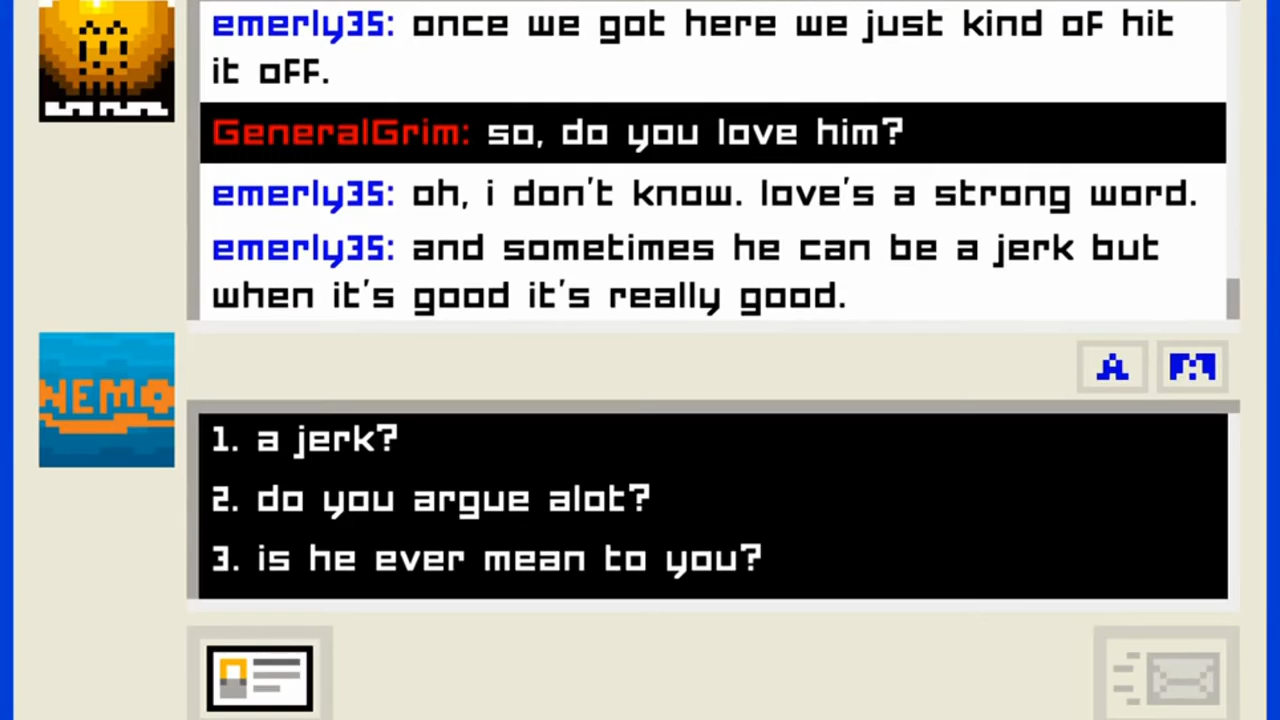 emerly35: once we got here we just kind of hit
it off.
GeneralGrim: so, do you love him?
emerly35: oh, i don't know. love's a strong word.
emerly35: and sometimes he can be a jerk but
when it's good it's really good.
NEMO
A M
1. a jerk?
2. do you argue alot?
3. is he ever mean to you?